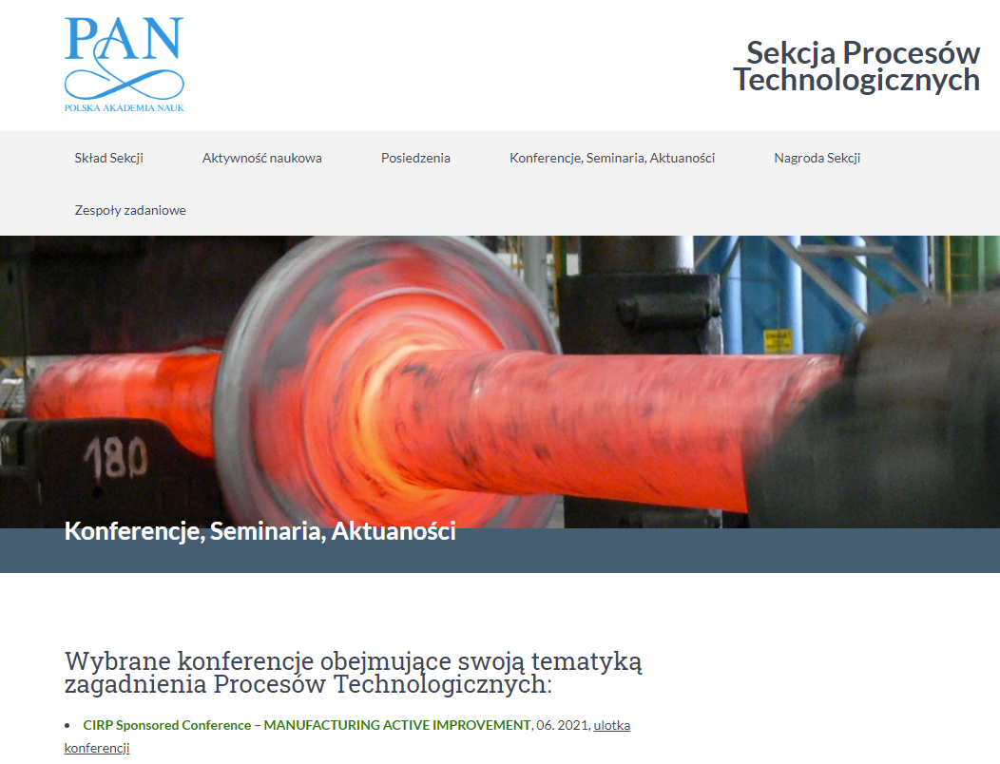 PAN
POLSKA AKADEMIA NAUK
Sekcja Procesów
Technologicznych
Skład Sekcji
Aktywność naukowa
Posiedzenia
Konferencje, Seminaria, Aktuaności
Nagroda Sekcji
Zespoły zadaniowe
180
Konferencje, Seminaria, Aktuaności
Wybrane konferencje obejmujące swoją tematyką
zagadnienia Procesów Technologicznych:
• CIRP Sponsored Conference – MANUFACTURING ACTIVE IMPROVEMENT, 06. 2021, ulotka
konferencji